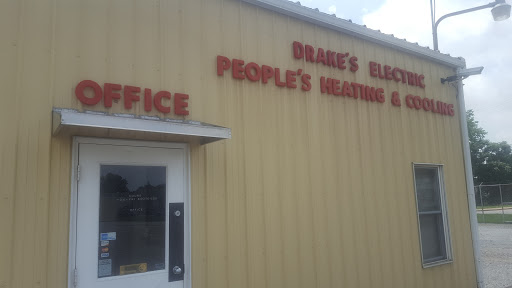 DRAKE'S ELECTRIC
PEOPLE'S HEATING & COOLING
OFFICE